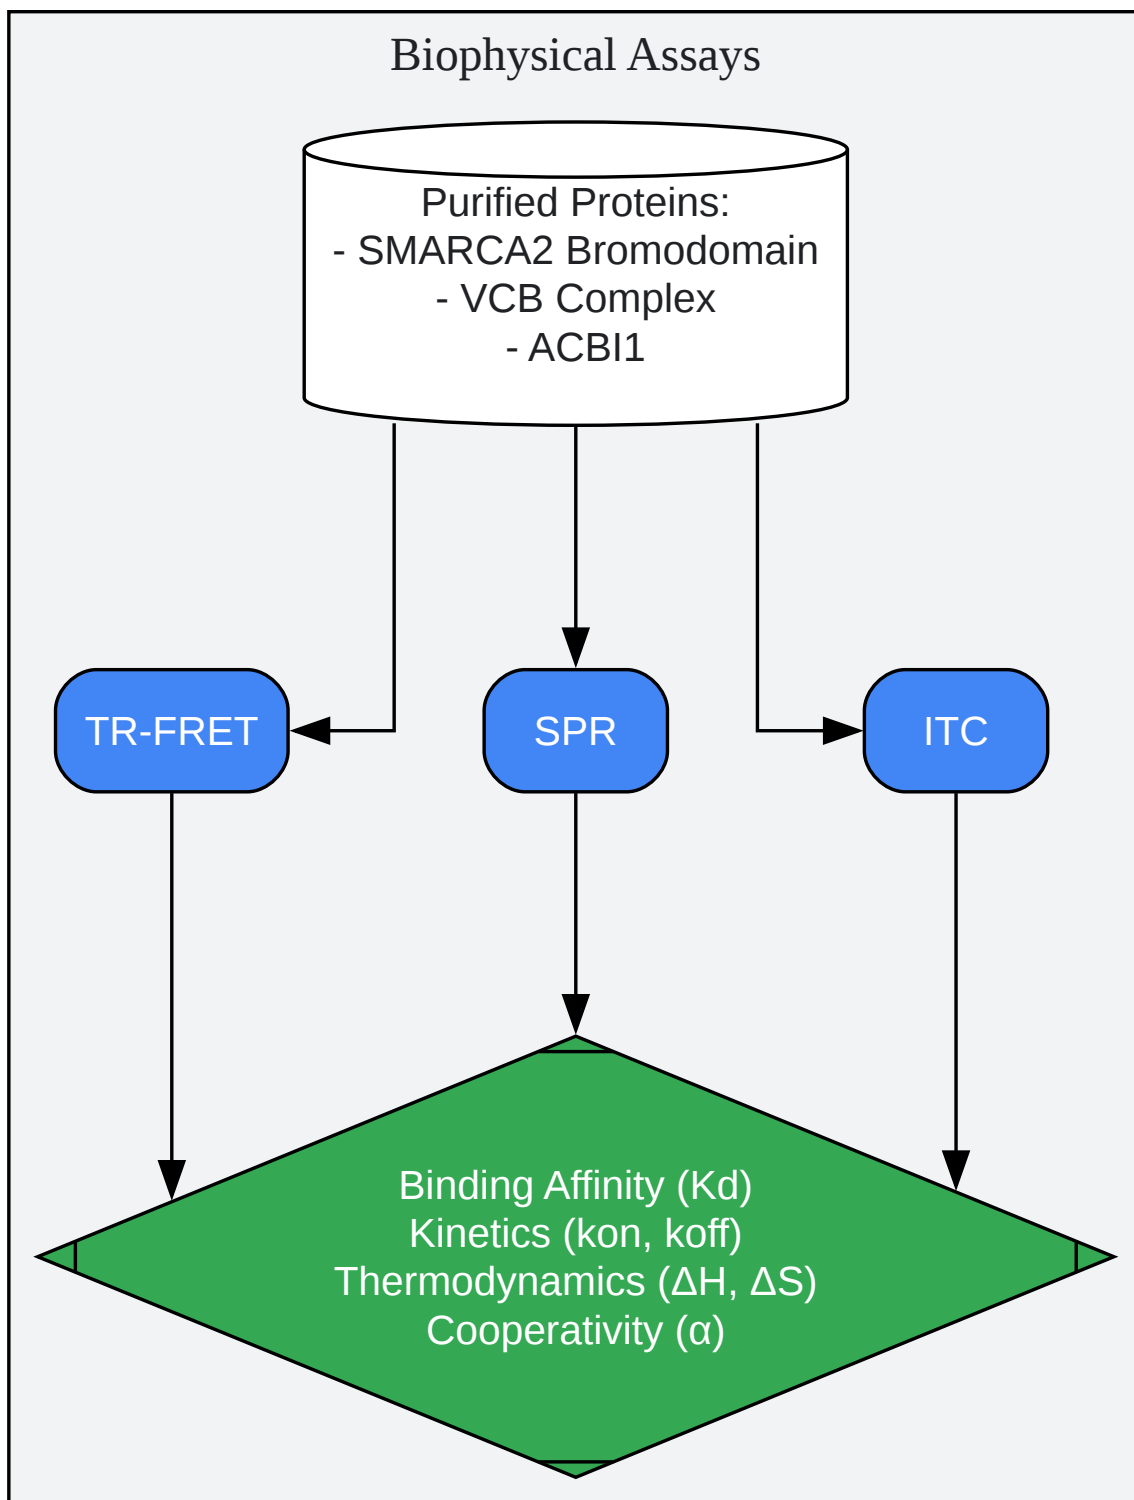 Biophysical Assays
Purified Proteins:
- SMARCA2 Bromodomain
- VCB Complex
- ACBI1
TR-FRET
SPR
ITC
Binding Affinity (Kd)
Kinetics (kon, koff)
Thermodynamics (ΔH, ΔS)
Cooperativity (α)